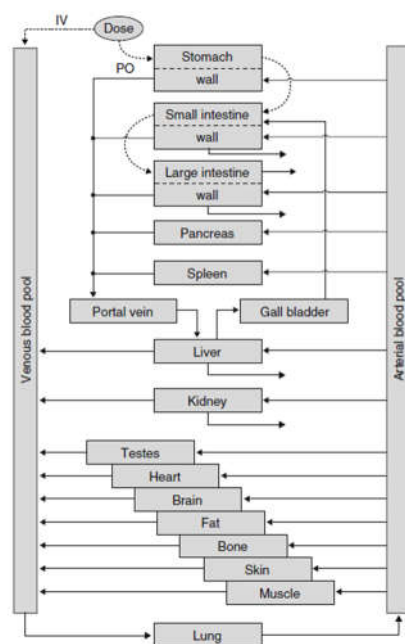 IV
Dose
PO
Stomach
wall
Small intestine
wall
Large intestine
wall
Pancreas
Spleen
Portal vein
Gall bladder
Liver
Kidney
Testes
Heart
Brain
Fat
Bone
Skin
Muscle
Lung
Venous blood pool
Arterial blood pool